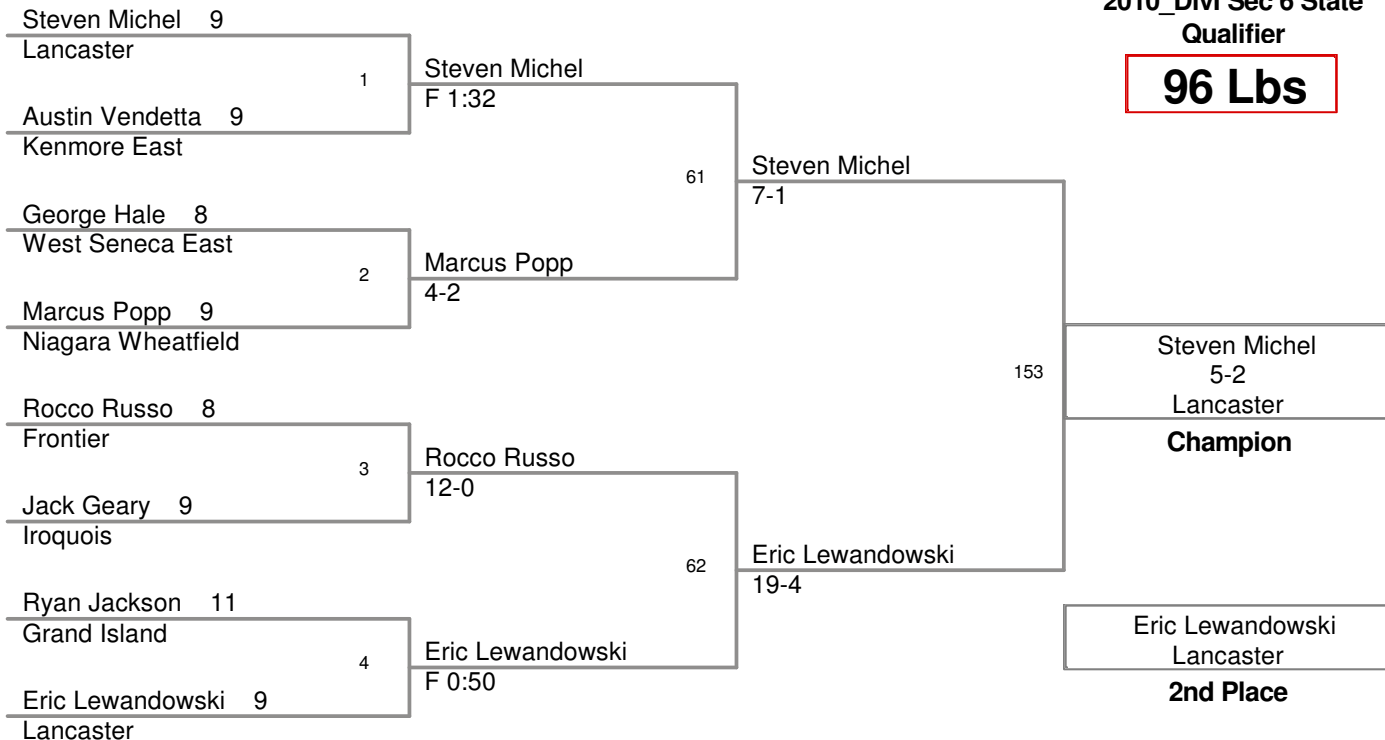 2010_DivI Sec 6 State
Qualifier
96 Lbs
Steven Michel 9
Lancaster
1
Austin Vendetta 9
Kenmore East
George Hale 8
West Seneca East
2
Marcus Popp 9
Niagara Wheatfield
Rocco Russo 8
Frontier
3
Jack Geary 9
Iroquois
Ryan Jackson 11
Grand Island
4
Eric Lewandowski 9
Lancaster
Steven Michel
F 1:32
61
Marcus Popp
4-2
Rocco Russo
12-0
62
Eric Lewandowski
F 0:50
Steven Michel
7-1
153
Eric Lewandowski
19-4
Steven Michel
5-2
Lancaster
Champion
Eric Lewandowski
Lancaster
2nd Place